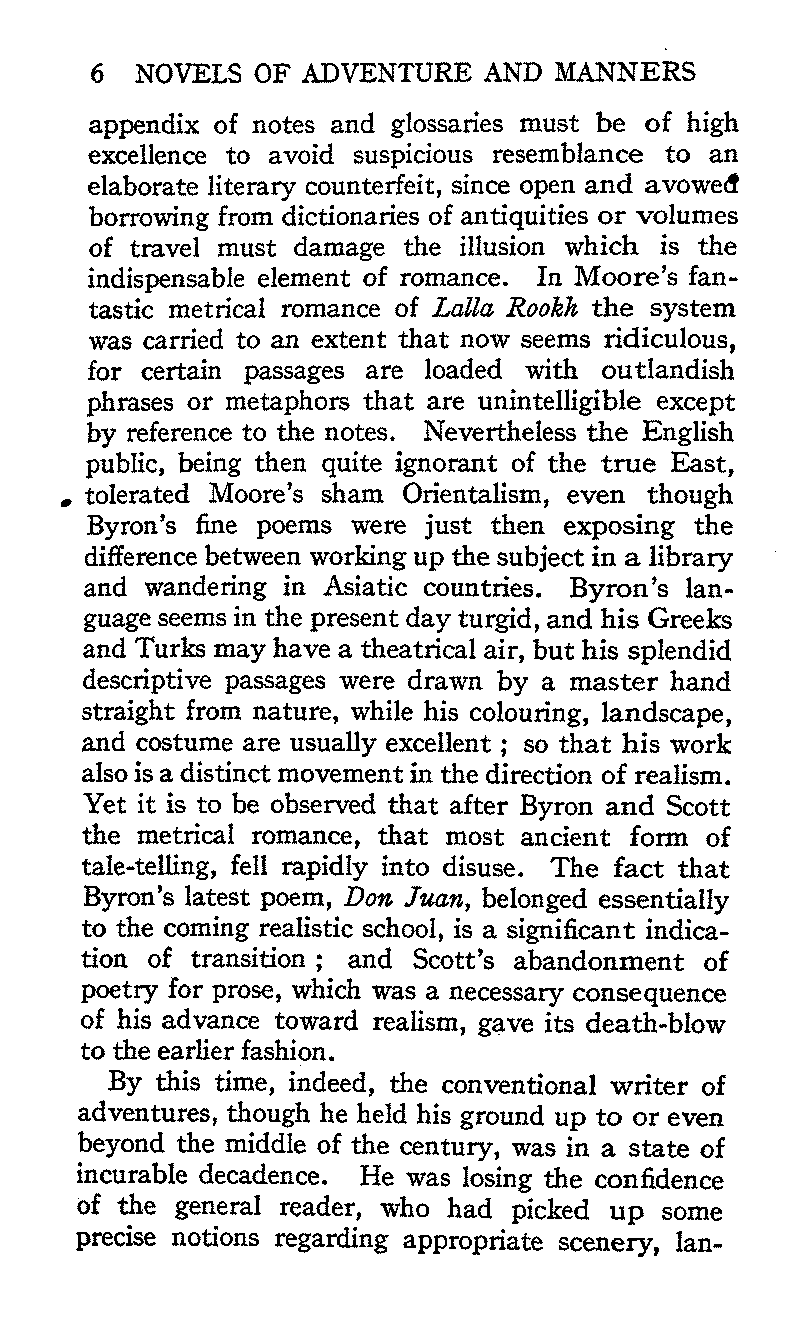 6 NOVELS OF ADVENTURE AND MANNERS
appendix of notes and glossaries must be of high
excellence to avoid suspicious resemblance to an
elaborate literary counterfeit, since open and avowed
borrowing from dictionaries of antiquities or volumes
of travel must damage the illusion which is the
indispensable element of romance. In Moore's fan-
tastic metrical romance of Lalla Rookh the system
was carried to an extent that now seems ridiculous,
for certain passages are loaded with outlandish
phrases or metaphors that are unintelligible except
by reference to the notes. Nevertheless the English
public, being then quite ignorant of the true East,
tolerated Moore's sham Orientalism, even though
Byron's fine poems were just then exposing the
difference between working up the subject in a library
and wandering in Asiatic countries. Byron's lan-
guage seems in the present day turgid, and his Greeks
and Turks may have a theatrical air, but his splendid
descriptive passages were drawn by a master hand
straight from nature, while his colouring, landscape,
and costume are usually excellent ; so that his work
also is a distinct movement in the direction of realism.
Yet it is to be observed that after Byron and Scott
the metrical romance, that most ancient form of
tale-telling, fell rapidly into disuse. The fact that
Byron's latest poem, Don Juan, belonged essentially
to the coming realistic school, is a significant indica-
tion of transition ; and Scott's abandonment of
poetry for prose, which was a necessary consequence
of his advance toward realism, gave its death-blow
to the earlier fashion.
By this time, indeed, the conventional writer of
adventures, though he held his ground up to or even
beyond the middle of the century, was in a state of
incurable decadence. He was losing the confidence
of the general reader, who had picked up some
precise notions regarding appropriate scenery, lan-